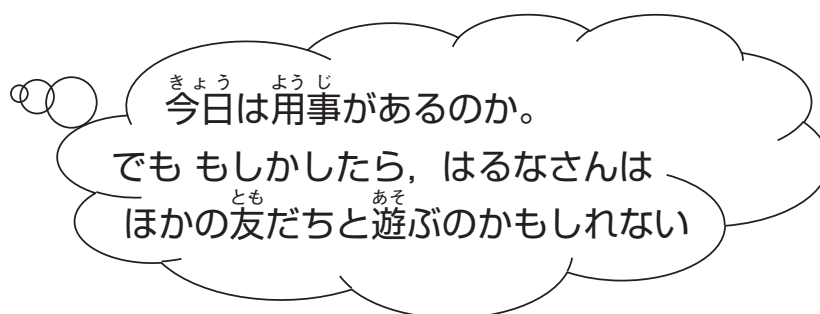 今日は用事があるのか。
でも もしかしたら，はるなさんは
ほかの友だちと遊ぶのかもしれない